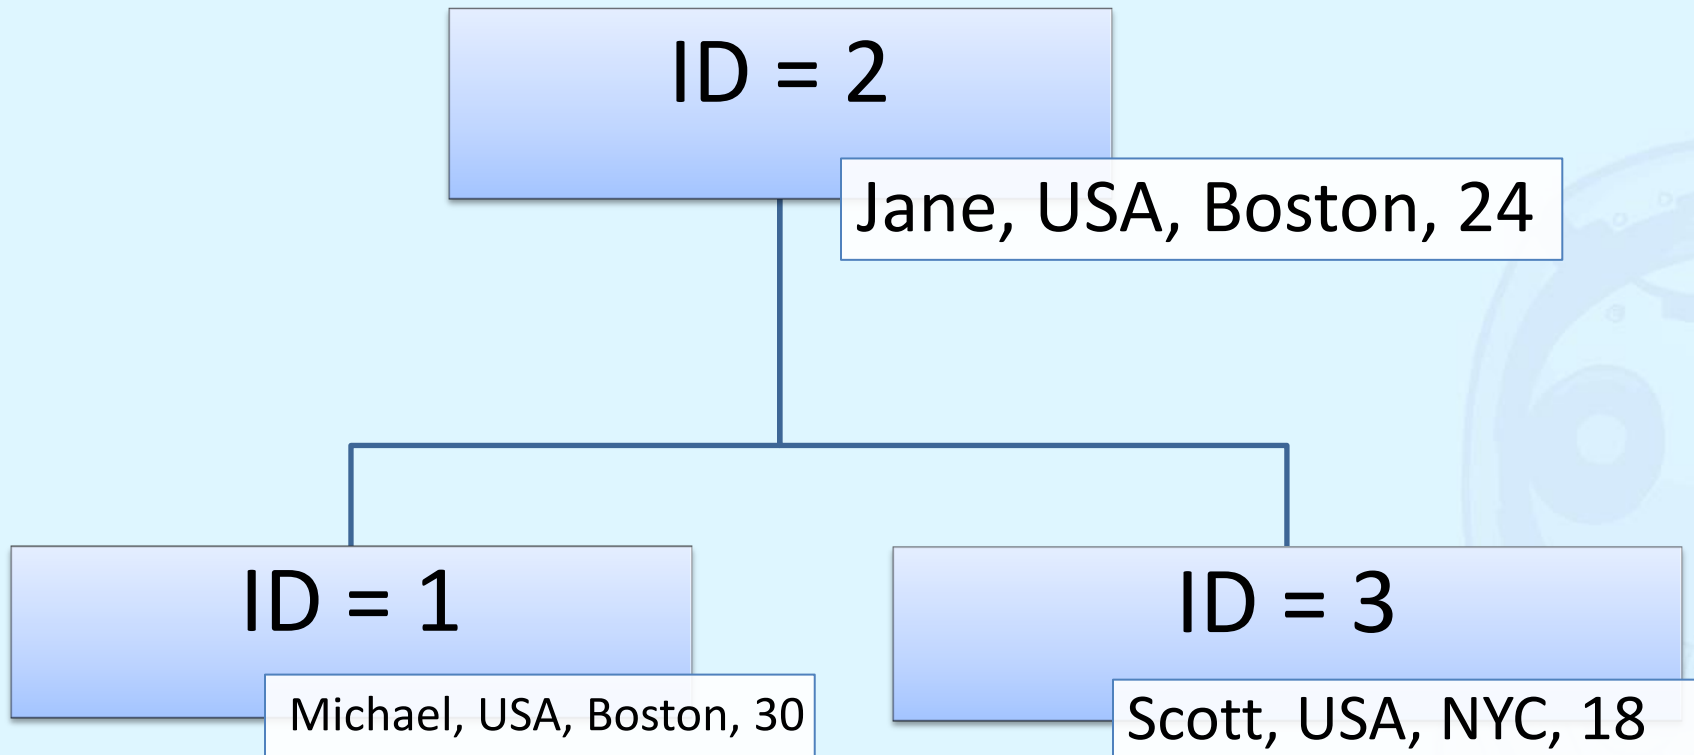 ID = 2
Jane, USA, Boston, 24
ID = 1
Michael, USA, Boston, 30
ID = 3
Scott, USA, NYC, 18